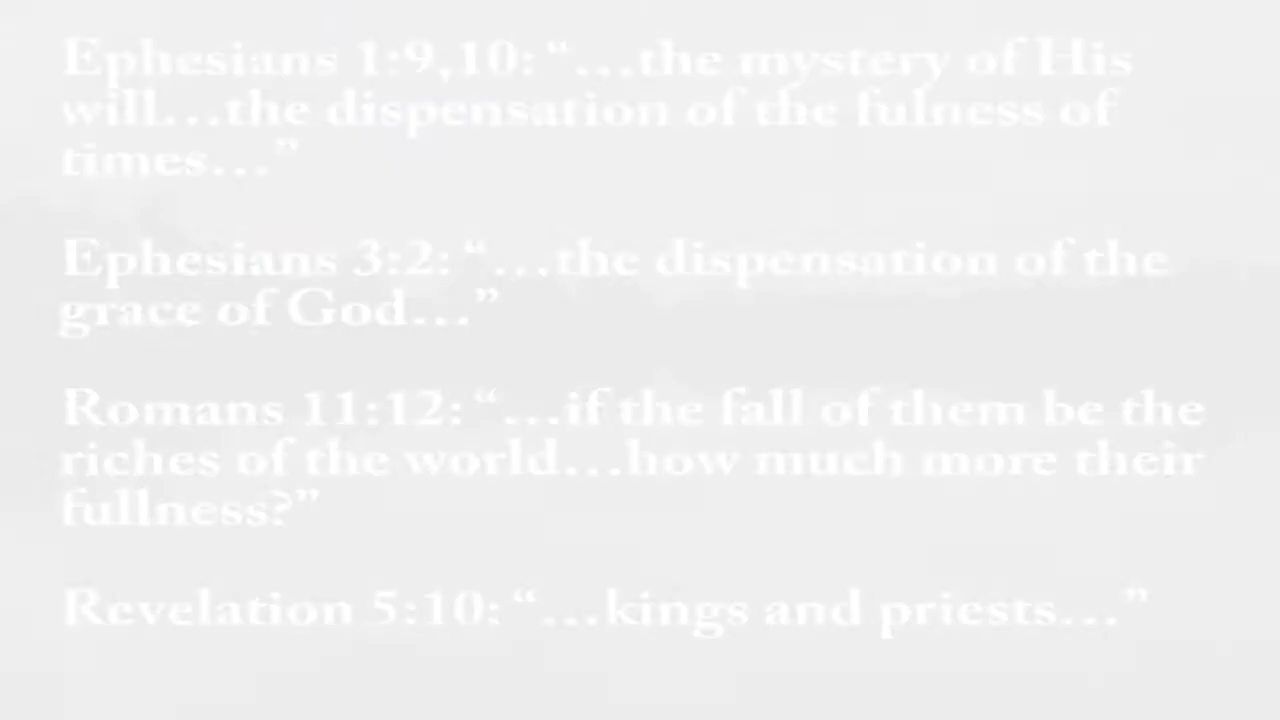 Ephesians 1:9,10: “…the mystery of His
will…the dispensation of the fulness of
times…”
Ephesians 3:2: “…the dispensation of the
grace of God…”
Romans 11:12: “…if the fall of them be the
riches of the world…how much more their
fullness?”
Revelation 5:10: “…kings and priests…”